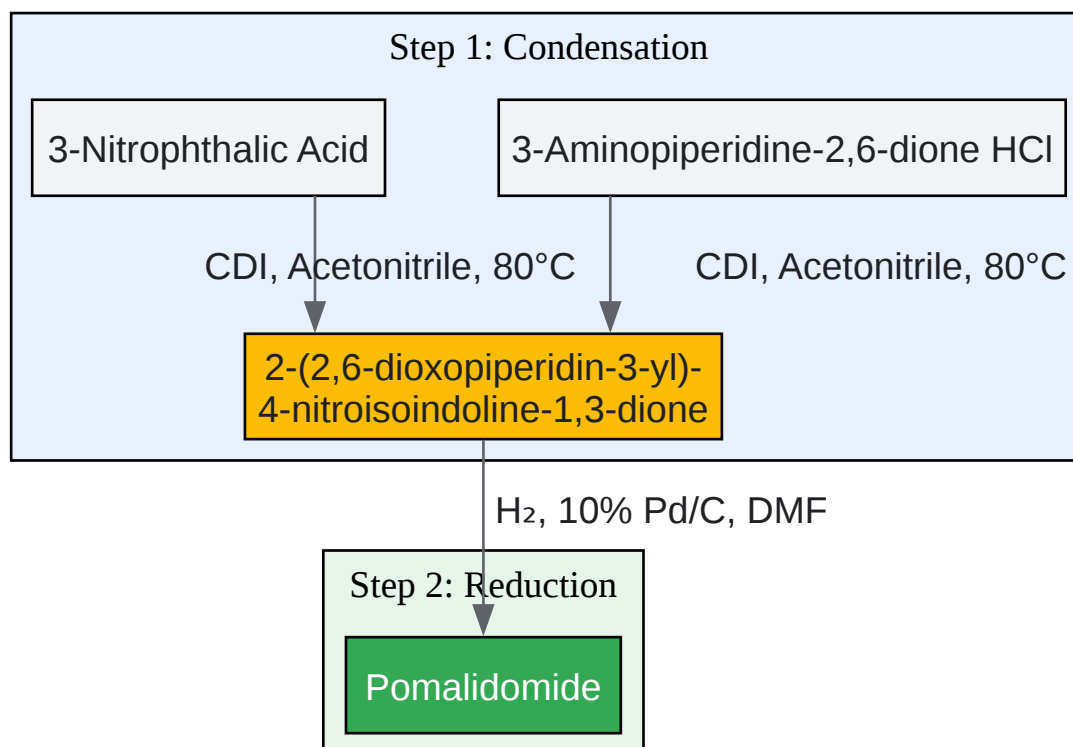 Step 1: Condensation
3-Nitrophthalic Acid
3-Aminopiperidine-2,6-dione HCl
CDI, Acetonitrile, 80°C
CDI, Acetonitrile, 80°C
2-(2,6-dioxopiperidin-3-yl)-
4-nitroisoindoline-1,3-dione
H₂, 10% Pd/C, DMF
Step 2: Reduction
Pomalidomide